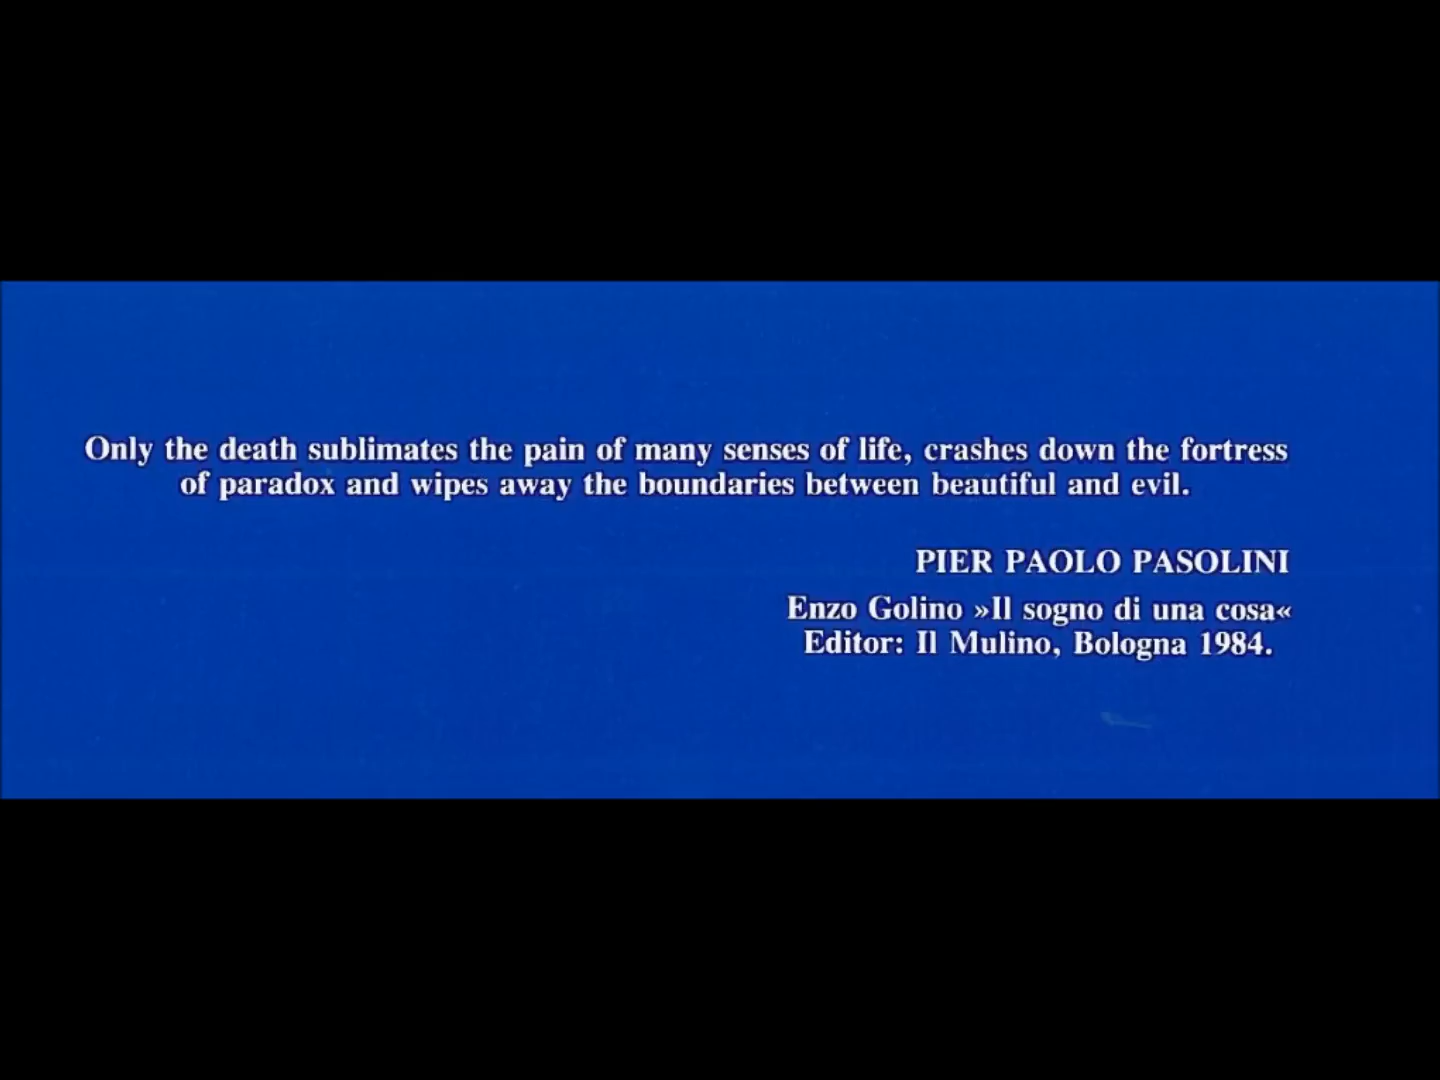 Only the death sublimates the pain of many senses of life, crashes down the fortress
of paradox and wipes away the boundaries between beautiful and evil.
PIER PAOLO PASOLINI
Enzo Golino »Il sogno di una cosa«
Editor: Il Mulino, Bologna 1984.